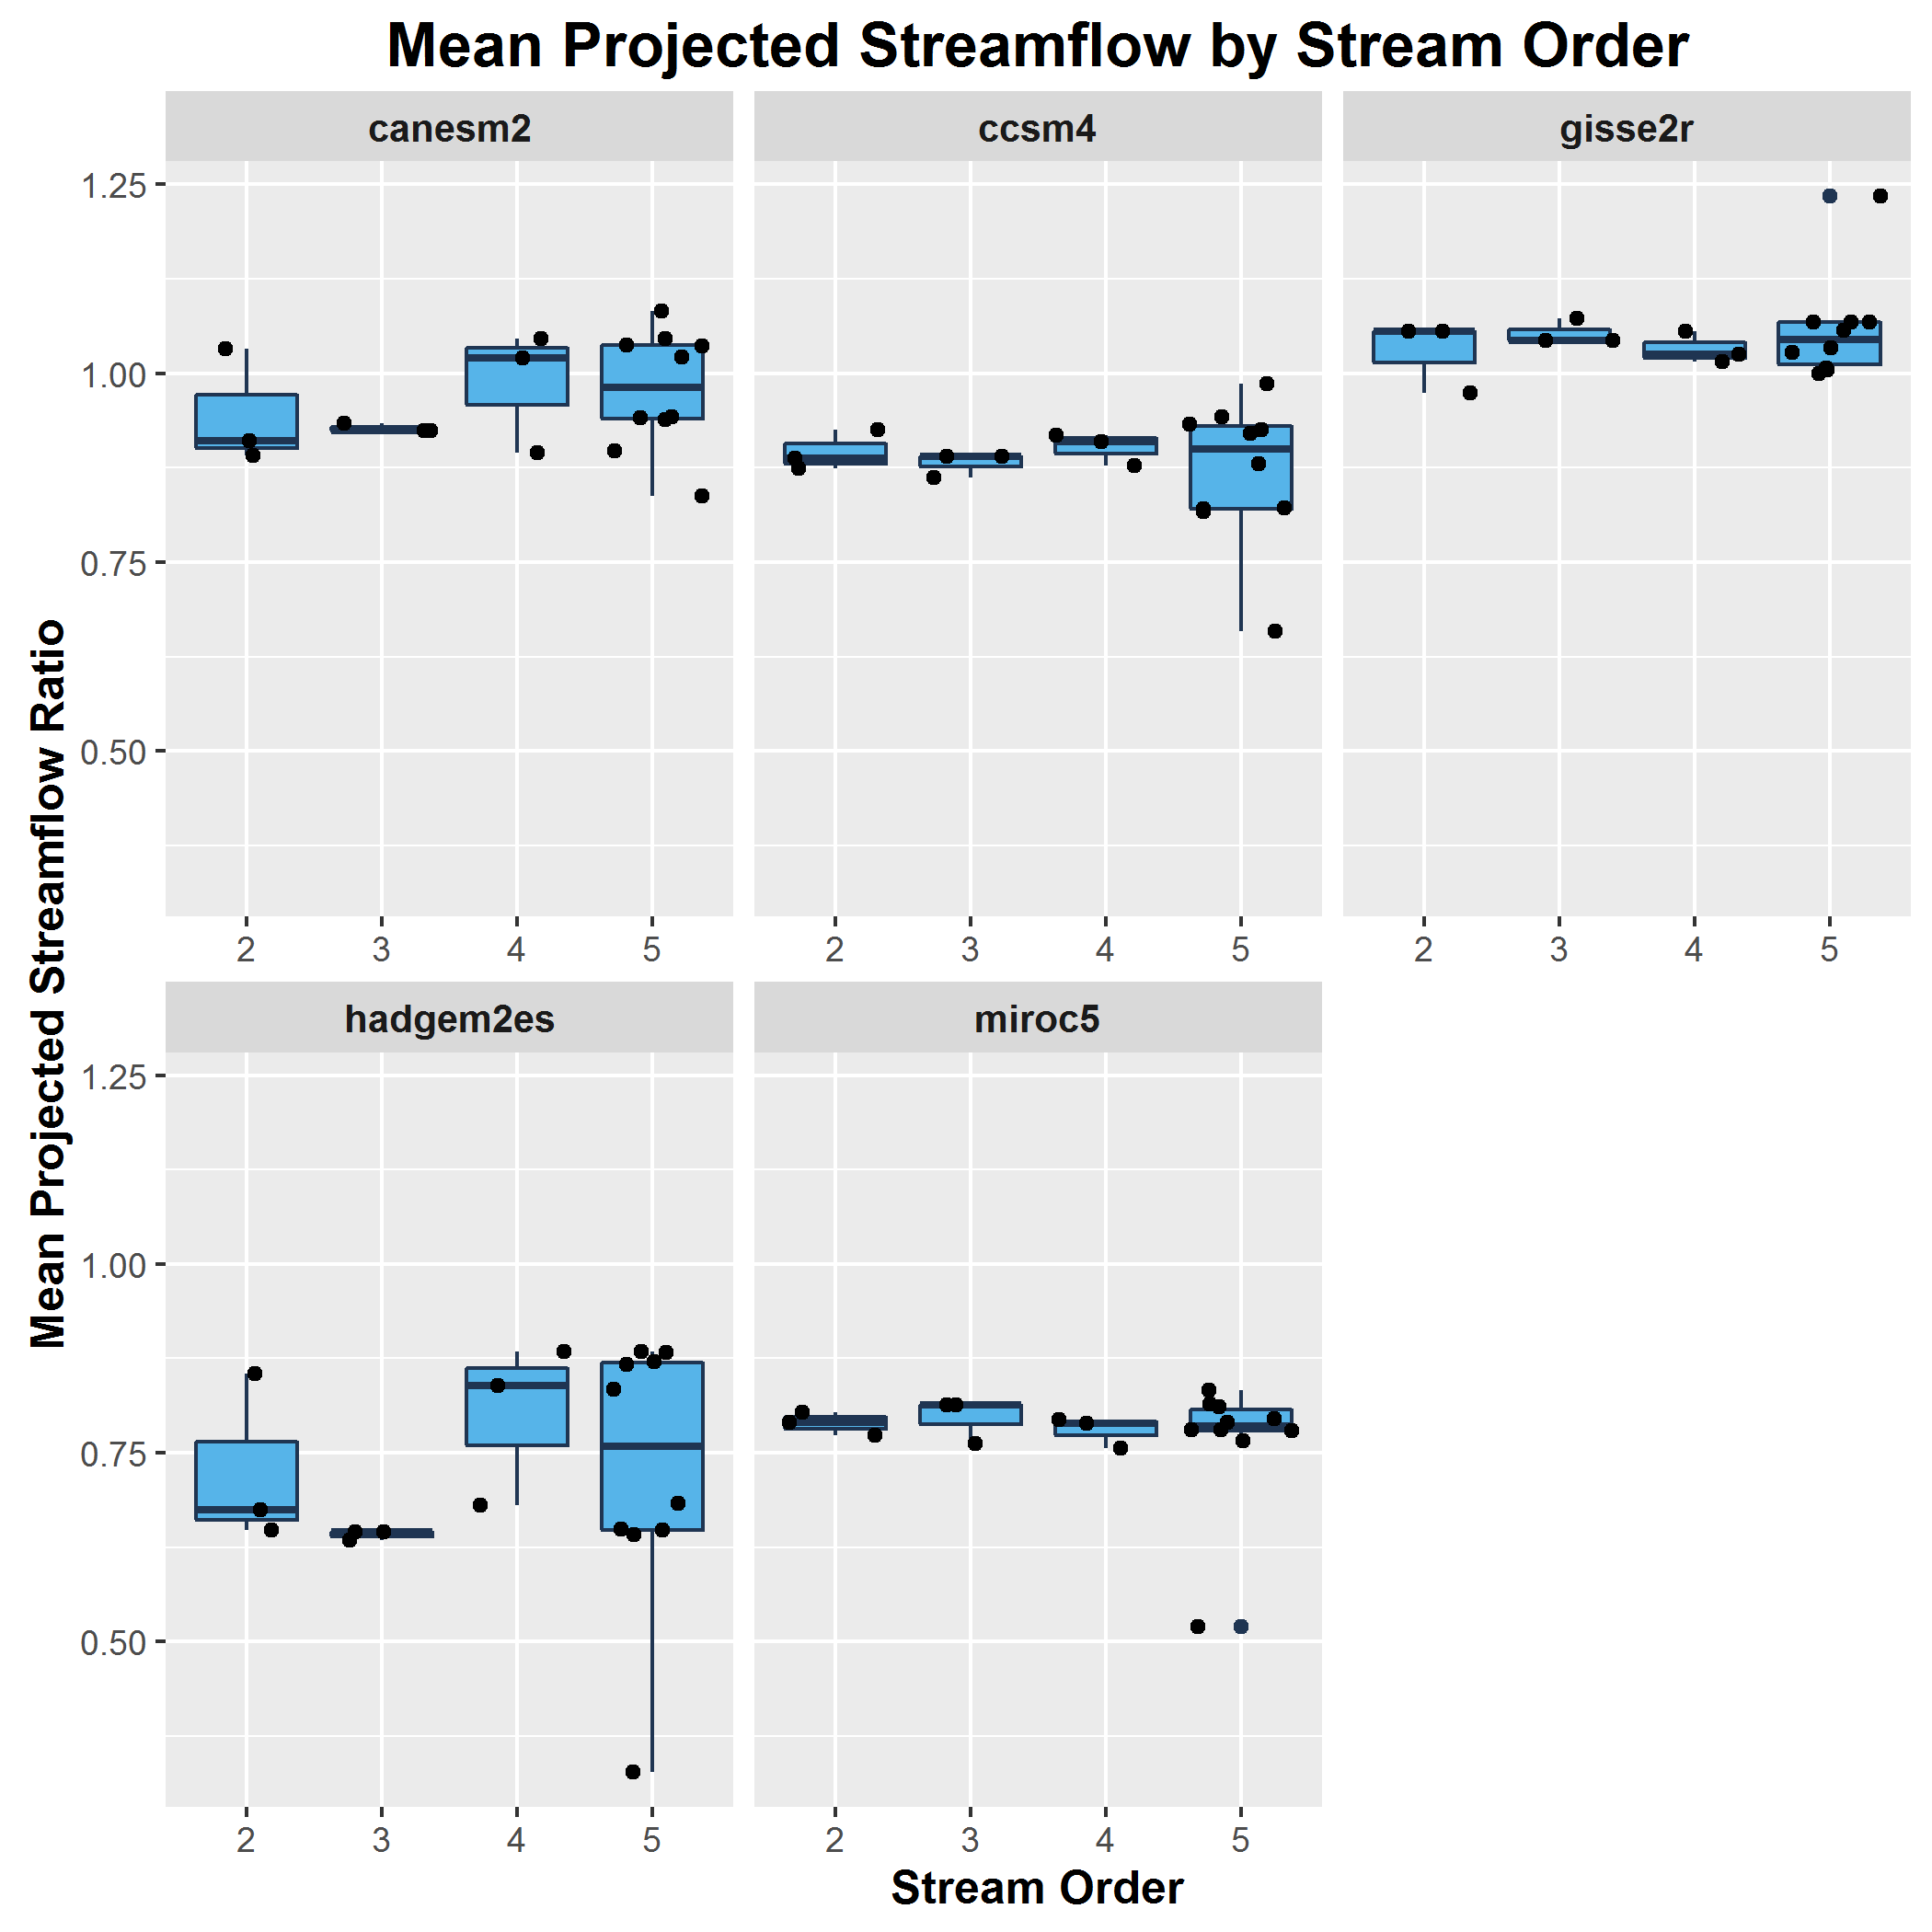 Mean Projected Streamflow by Stream Order
canesm2
ccsm4
gisse2r
1.25
1.00
0.75
0.50
2 3 4 5
2 3 4 5
2 3 4 5
Mean Projected Streamflow Ratio
hadgem2es
miroc5
1.25
1.00
0.75
0.50
2 3 4 5
2 3 4 5
Stream Order